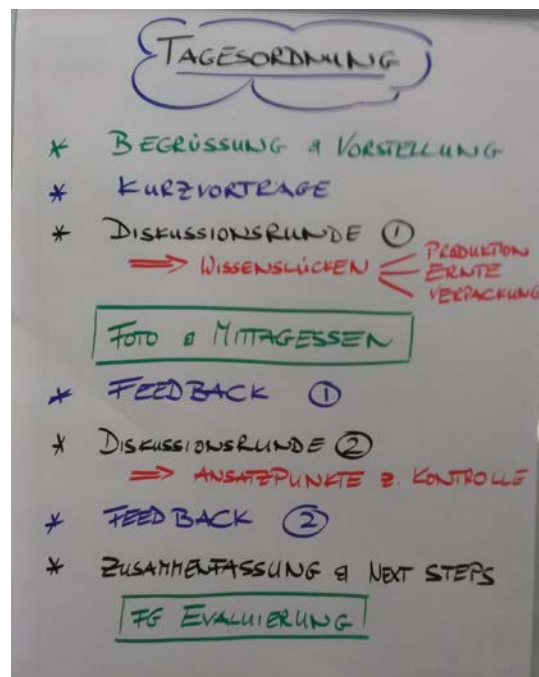 TAGESORDNUNG
* BEGRÜSSUNG & VORSTELLUNG
* KURZVORTRÄGE
* DISKUSSIONSRUNDE ①
⇒ WISSENSLÜCKEN
PRODUKTION
ERNTE
VERPACKUNG
FOTO & MITTAGESSEN
* FEEDBACK ①
* DISKUSSIONSRUNDE ②
⇒ ANSATZPUNKTE Z. KONTROLLE
* FEEDBACK ②
* ZUSAMMENFASSUNG & NEXT STEPS
FG EVALUIERUNG